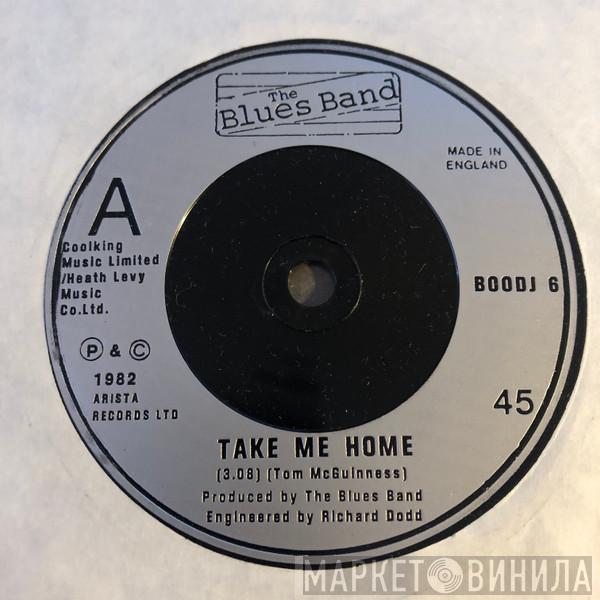 The
Blues Band
MADE IN
ENGLAND
A
Coolking
Music Limited
/Heath Levy
Music
Co.Ltd.
BOODJ 6
Ⓟ & Ⓒ
1982
ARISTA
RECORDS LTD
45
TAKE ME HOME
(3.08) (Tom McGuinness)
Produced by The Blues Band
Engineered by Richard Dodd
МАРКЕТ ВИНИЛА